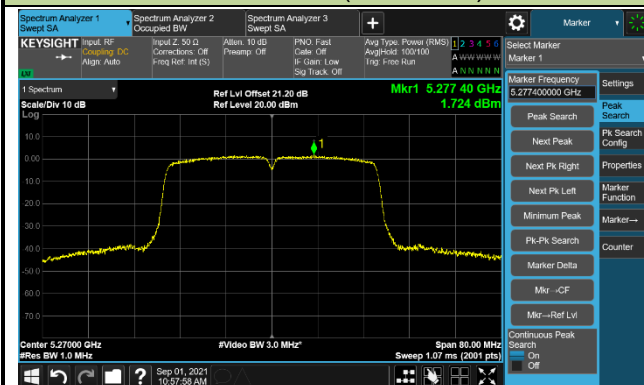 Spectrum Analyzer 1
Swept SA
Spectrum Analyzer 2
Occupied BW
Spectrum Analyzer 3
Swept SA
+
Marker
KEYSIGHT
Input: RF
Coupling: DC
Align: Auto
Input Z: 50 Ω
Corrections: Off
Freq Ref: Int (S)
Atten: 10 dB
Preamp: Off
PNO: Fast
Gate: Off
IF Gain: Low
Sig Track: Off
Avg Type: Power (RMS)
Avg|Hold: 100/100
Trig: Free Run
1 2 3 4 5 6
A W W W W W
A N N N N N
LXI
Select Marker
Marker 1
1 Spectrum
Scale/Div 10 dB
Log
Ref Lvl Offset 21.20 dB
Ref Level 20.00 dBm
Mkr1 5.277 40 GHz
1.724 dBm
Marker Frequency
5.277400000 GHz
Settings
Peak Search
Peak
Search
Next Peak
Pk Search
Config
Next Pk Right
Properties
Next Pk Left
Marker
Function
Minimum Peak
Marker→
Pk-Pk Search
Counter
Marker Delta
Mkr→CF
Mkr→Ref Lvl
Continuous Peak
Search
On
Off
10.0
0.00
10.0
20.0
30.0
40.0
50.0
60.0
70.0
1
Center 5.27000 GHz
#Res BW 1.0 MHz
#Video BW 3.0 MHz*
Span 80.00 MHz
Sweep 1.07 ms (2001 pts)
?
Sep 01, 2021
10:57:58 AM